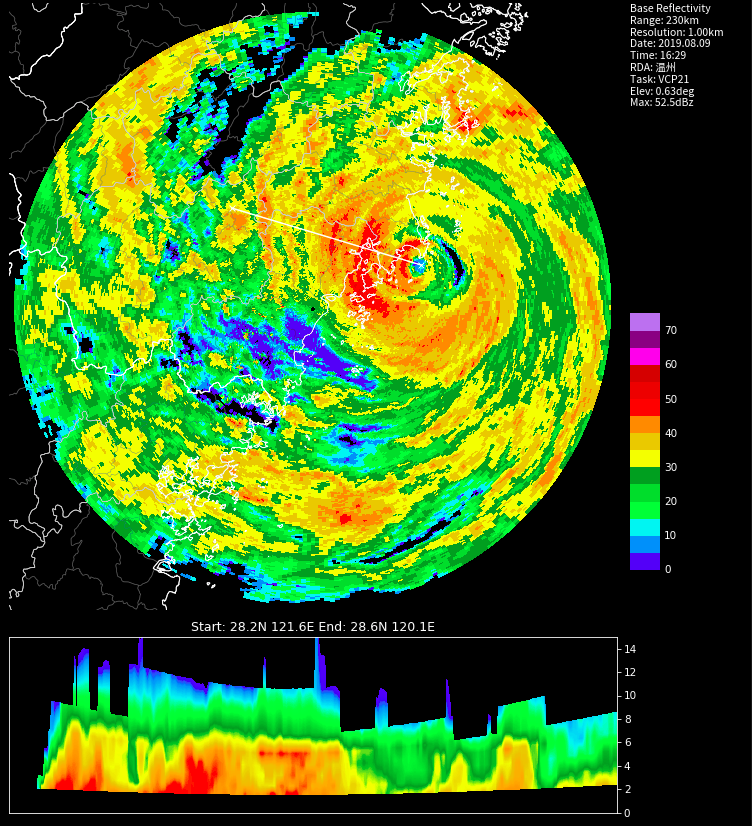 Base Reflectivity
Range: 230km
Resolution: 1.00km
Date: 2019.08.09
Time: 16:29
RDA: 温州
Task: VCP21
Elev: 0.63deg
Max: 52.5dBz
70
60
50
40
30
20
10
0
Start: 28.2N 121.6E End: 28.6N 120.1E
14
12
10
8
6
4
2
0